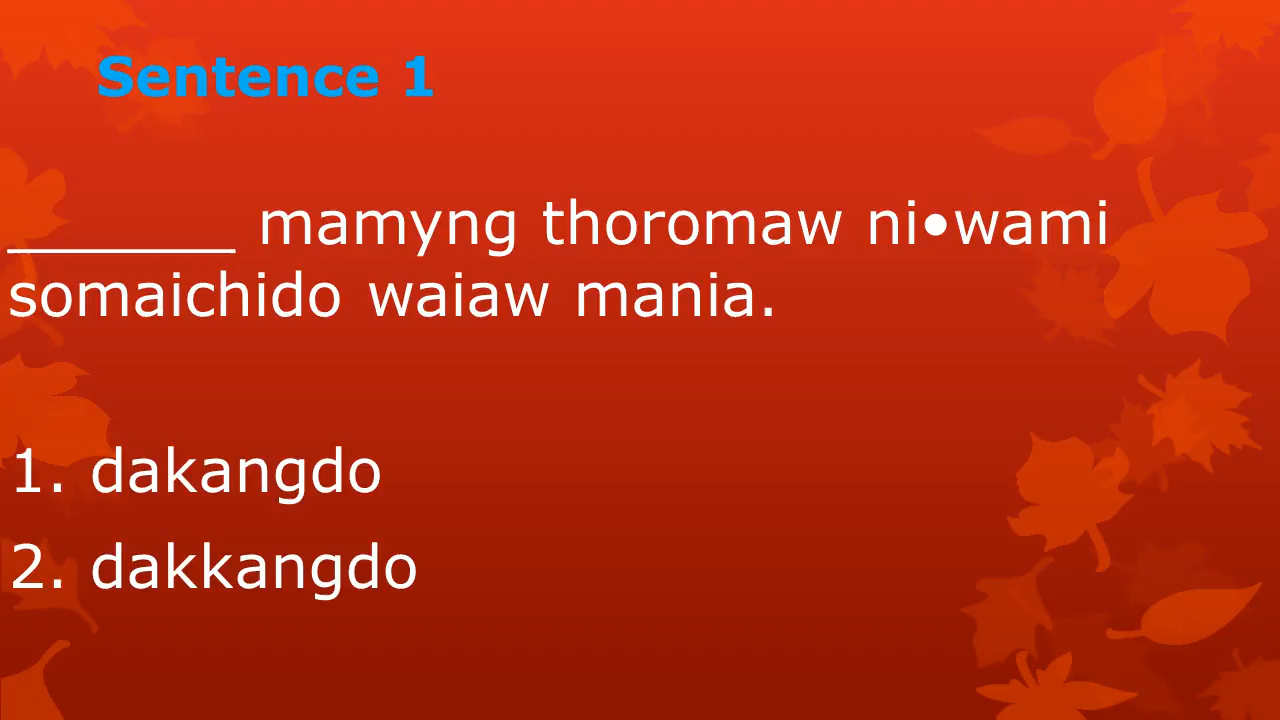 Sentence 1
______ mamyng thoromaw ni•wami
somaichido waiaw mania.
1. dakangdo
2. dakkangdo